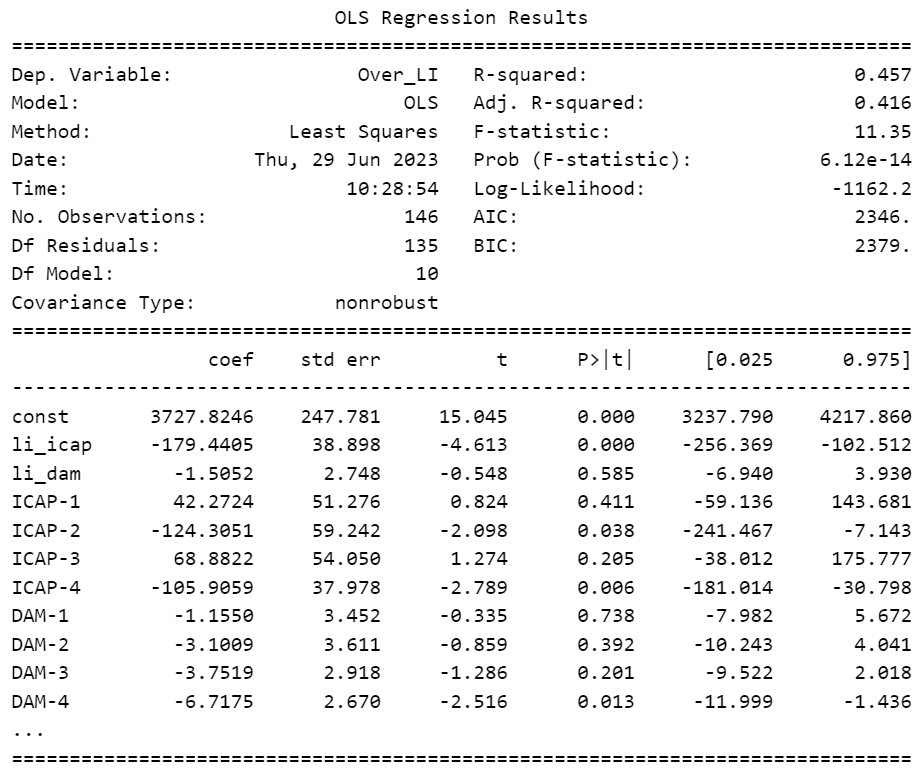 OLS Regression Results
==============================================================================
Dep. Variable:                Over_LI   R-squared:                       0.457
Model:                            OLS   Adj. R-squared:                  0.416
Method:                 Least Squares   F-statistic:                     11.35
Date:                Thu, 29 Jun 2023   Prob (F-statistic):           6.12e-14
Time:                        10:28:54   Log-Likelihood:                -1162.2
No. Observations:                 146   AIC:                             2346.
Df Residuals:                     135   BIC:                             2379.
Df Model:                          10
Covariance Type:            nonrobust
==============================================================================
                 coef    std err          t      P>|t|      [0.025      0.975]
------------------------------------------------------------------------------
const       3727.8246    247.781     15.045      0.000    3237.790    4217.860
li_icap     -179.4405     38.898     -4.613      0.000    -256.369    -102.512
li_dam        -1.5052      2.748     -0.548      0.585      -6.940       3.930
ICAP-1        42.2724     51.276      0.824      0.411     -59.136     143.681
ICAP-2      -124.3051     59.242     -2.098      0.038    -241.467      -7.143
ICAP-3        68.8822     54.050      1.274      0.205     -38.012     175.777
ICAP-4      -105.9059     37.978     -2.789      0.006    -181.014     -30.798
DAM-1         -1.1550      3.452     -0.335      0.738      -7.982       5.672
DAM-2         -3.1009      3.611     -0.859      0.392     -10.243       4.041
DAM-3         -3.7519      2.918     -1.286      0.201      -9.522       2.018
DAM-4         -6.7175      2.670     -2.516      0.013     -11.999      -1.436
...
==============================================================================